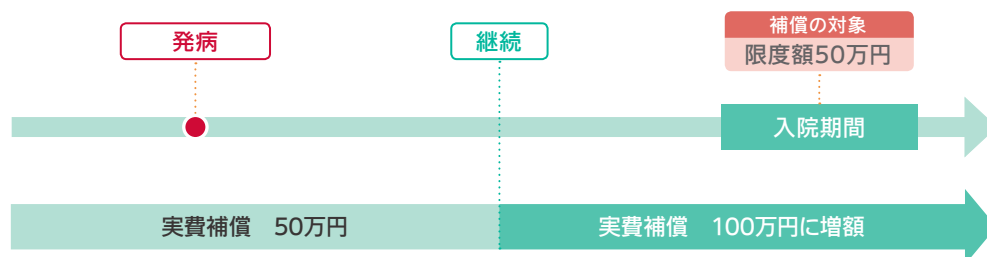 発病
継続
補償の対象
限度額50万円
入院期間
実費補償　50万円
実費補償　100万円に増額